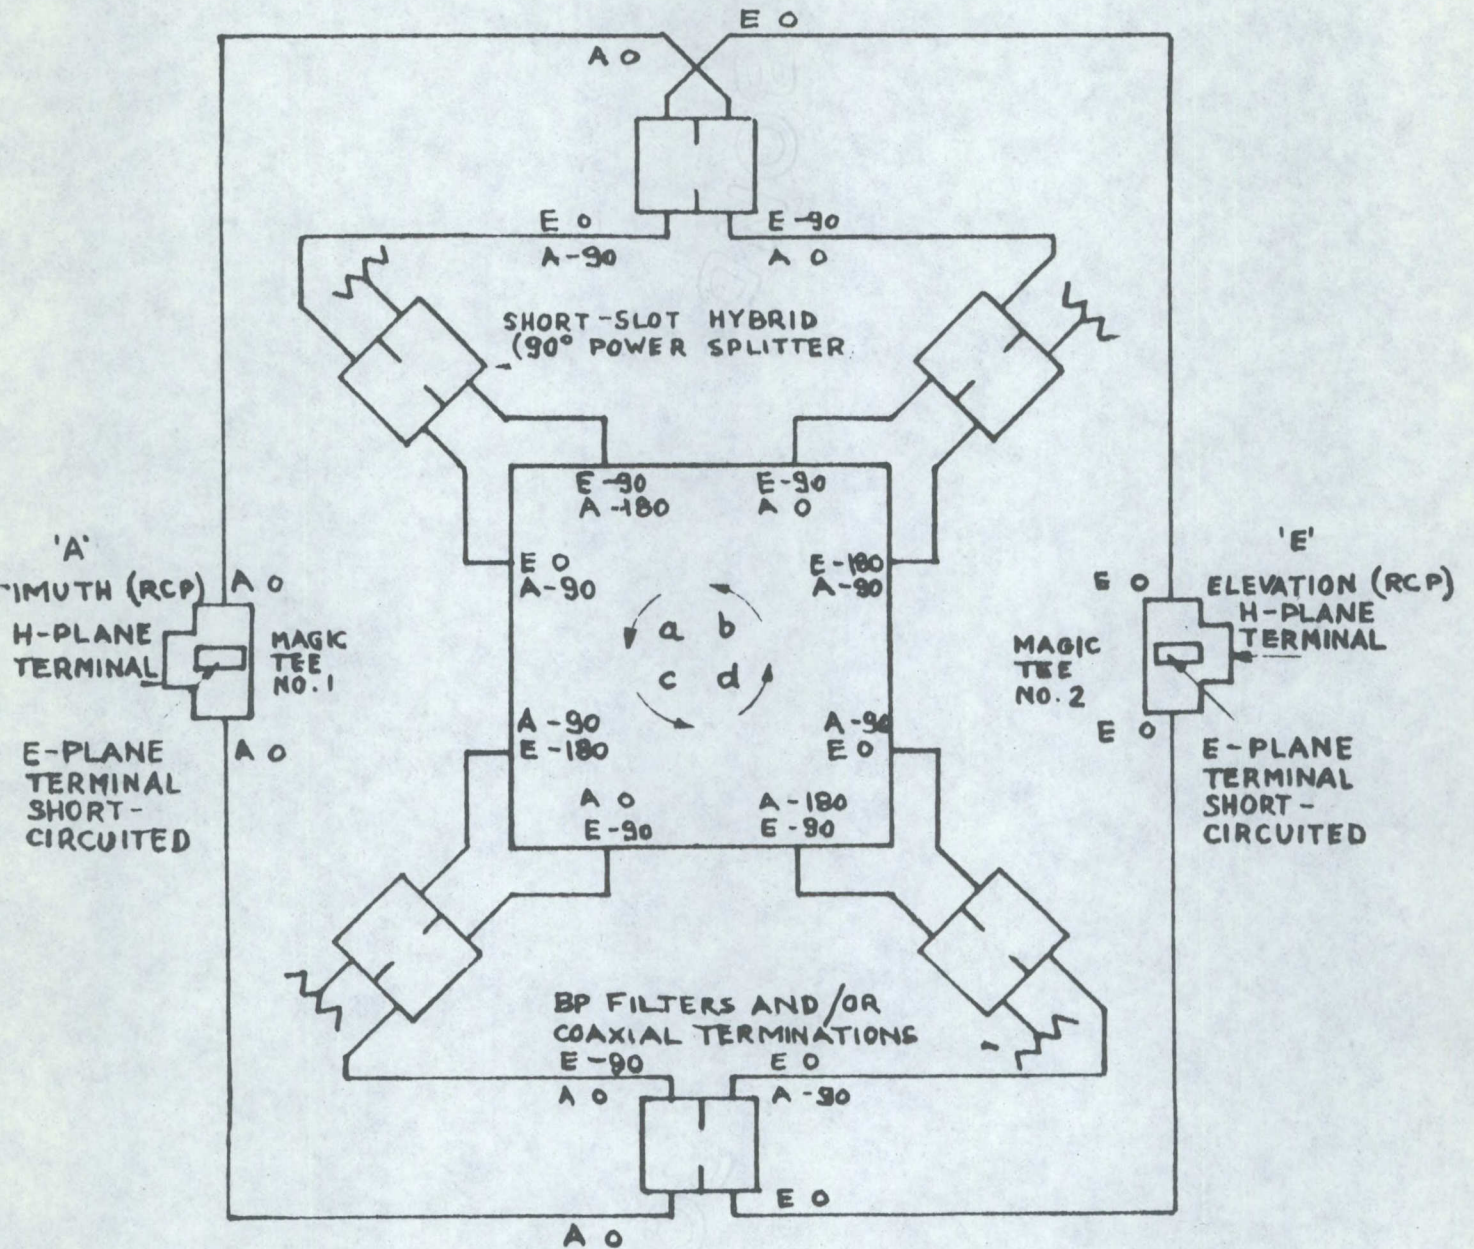 E 0
A 0
E 0
A-90
E-90
A 0
SHORT-SLOT HYBRID
(90° POWER SPLITTER
E-90
A-180
E-90
A 0
E 0
A-90
E-180
A-90
'A'
IMUTH (RCP)
A 0
H-PLANE
TERMINAL
MAGIC
TEE
NO.1
A 0
E-PLANE
TERMINAL
SHORT-
CIRCUITED
a b
c d
'E'
E 0
ELEVATION (RCP)
H-PLANE
TERMINAL
MAGIC
TEE
NO.2
E 0
E-PLANE
TERMINAL
SHORT-
CIRCUITED
A-90
E-180
A-90
E 0
A 0
E-90
A-180
E-90
BP FILTERS AND/OR
COAXIAL TERMINATIONS
E-90
A 0
E 0
A-90
E 0
A 0